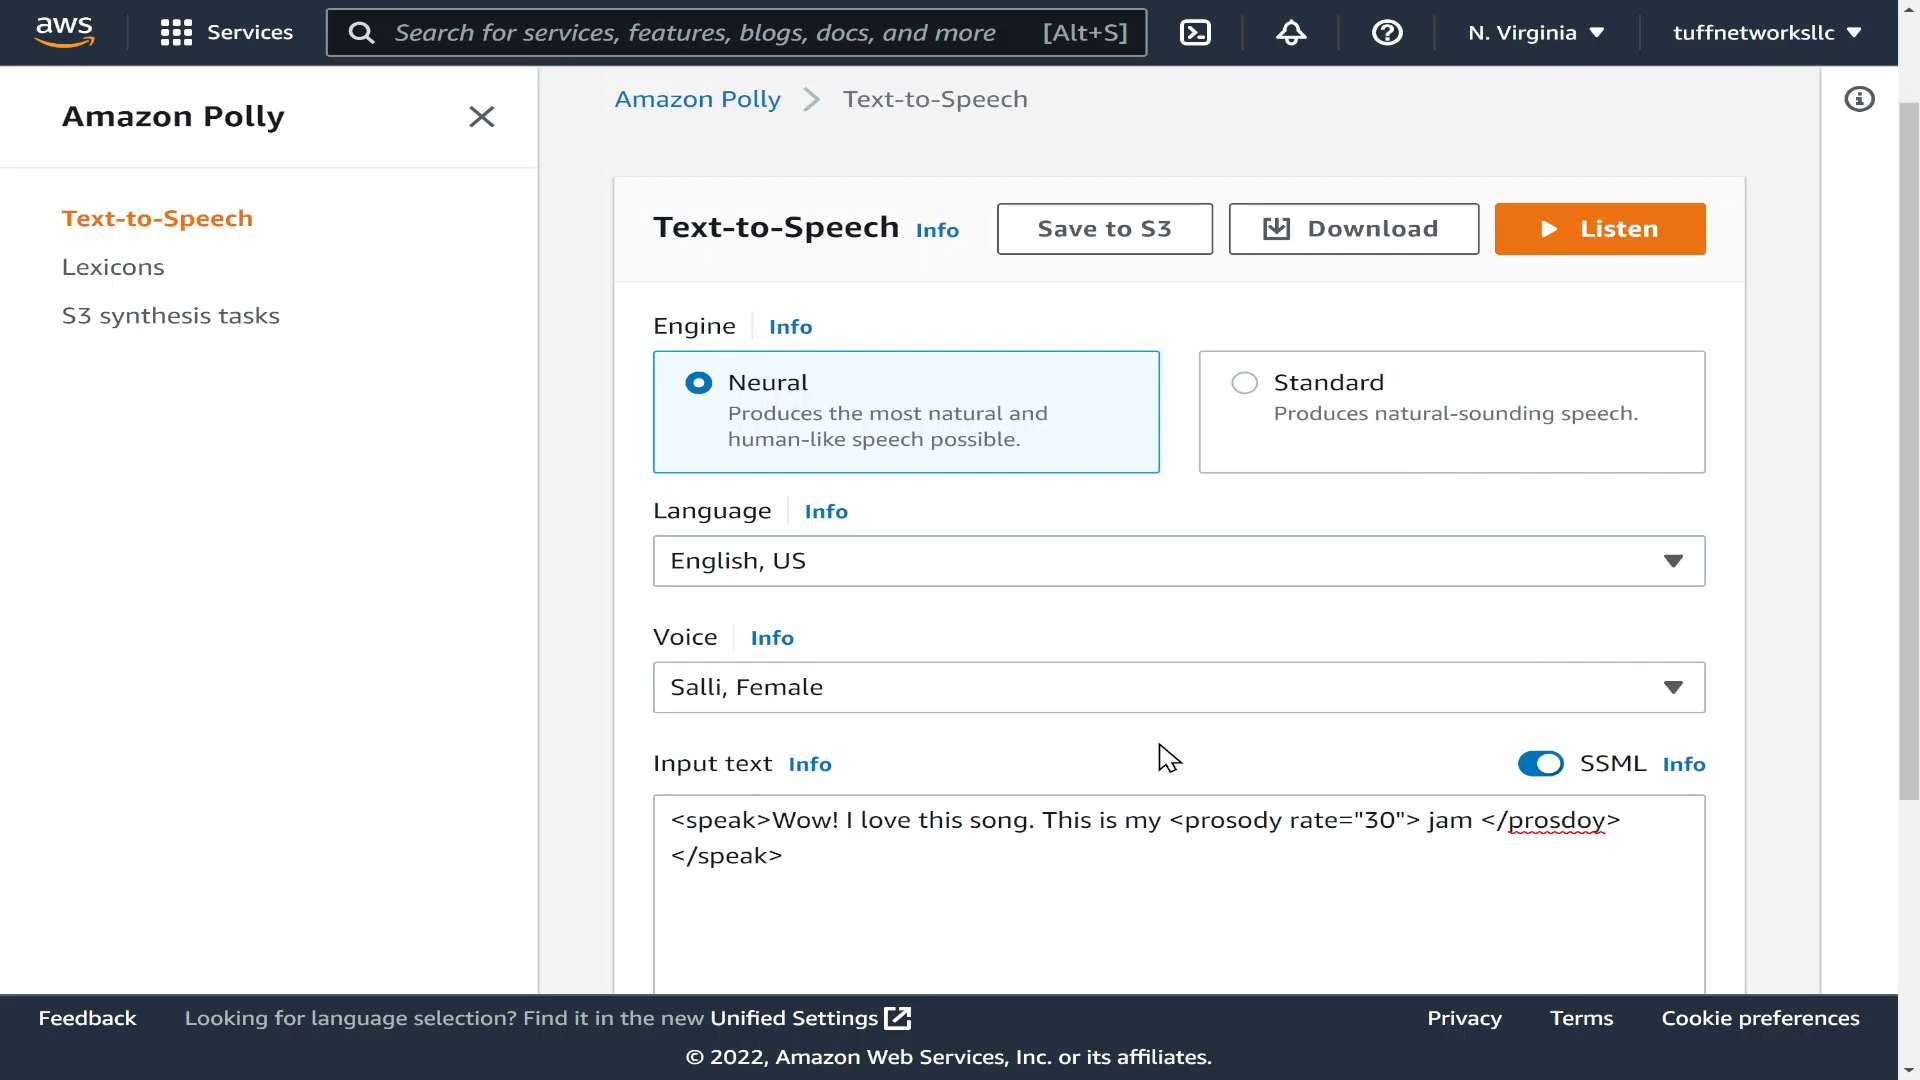 aws
Services
Search for services, features, blogs, docs, and more [Alt+S]
N. Virginia
tuffnetworksllc
Amazon Polly
Text-to-Speech
Lexicons
S3 synthesis tasks
Amazon Polly Text-to-Speech
Text-to-Speech Info
Save to S3
Download
Listen
Engine Info
Neural
Produces the most natural and
human-like speech possible.
Standard
Produces natural-sounding speech.
Language Info
English, US
Voice Info
Salli, Female
Input text Info
SSML Info
<speak>Wow! I love this song. This is my <prosody rate="30"> jam </prosdoy>
</speak>
Feedback
Looking for language selection? Find it in the new Unified Settings
Privacy
Terms
Cookie preferences
© 2022, Amazon Web Services, Inc. or its affiliates.